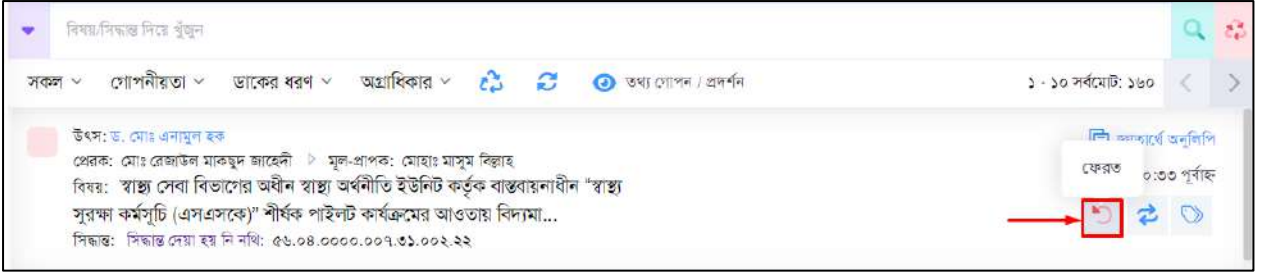 বিষয়/সিদ্ধান্ত দিয়ে খুঁজুন
সকল গোপনীয়তা ডাকের ধরণ অগ্রাধিকার তথ্য গোপন / প্রদর্শন ১ - ১০ সর্বমোট: ১৬০
উৎস: ড. মোঃ এনামুল হক অনুলিপি
প্রেরক: মোঃ রেজাউল মাকছুদ জাহেদী মূল-প্রাপক: মোহাঃ মাসুম বিল্লাহ ফেরত ০:৩৩ পূর্বাহ্ন
বিষয়: স্বাস্থ্য সেবা বিভাগের অধীন স্বাস্থ্য অর্থনীতি ইউনিট কর্তৃক বাস্তবায়নাধীন “স্বাস্থ্য
সুরক্ষা কর্মসূচি (এসএসকে)” শীর্ষক পাইলট কার্যক্রমের আওতায় বিদ্যমা...
সিদ্ধান্ত: সিদ্ধান্ত দেয়া হয় নি নথি: ৫৬.০৪.০০০০.০০৭.৩১.০০২.২২